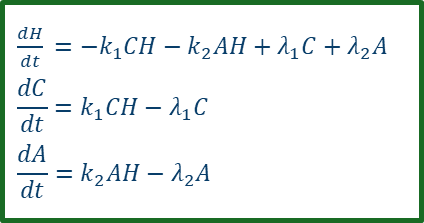 dH/dt = −k₁CH − k₂AH + λ₁C + λ₂A
dC/dt = k₁CH − λ₁C
dA/dt = k₂AH − λ₂A